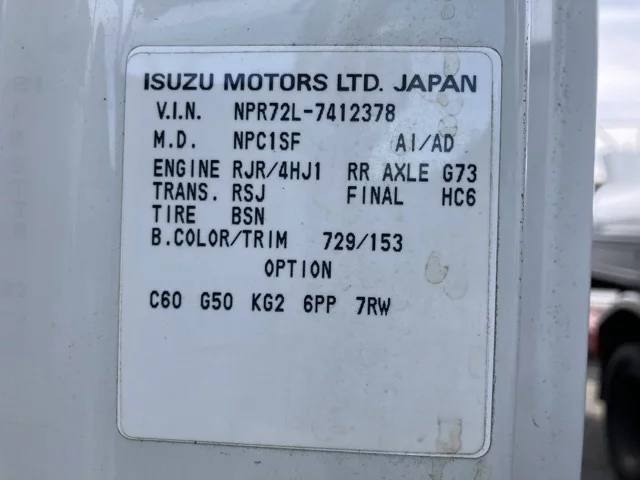 ISUZU MOTORS LTD. JAPAN
V.I.N. NPR72L-7412378
M.D. NPC1SF AI/AD
ENGINE RJR/4HJ1 RR AXLE G73
TRANS. RSJ FINAL HC6
TIRE BSN
B.COLOR/TRIM 729/153
OPTION
C60 G50 KG2 6PP 7RW